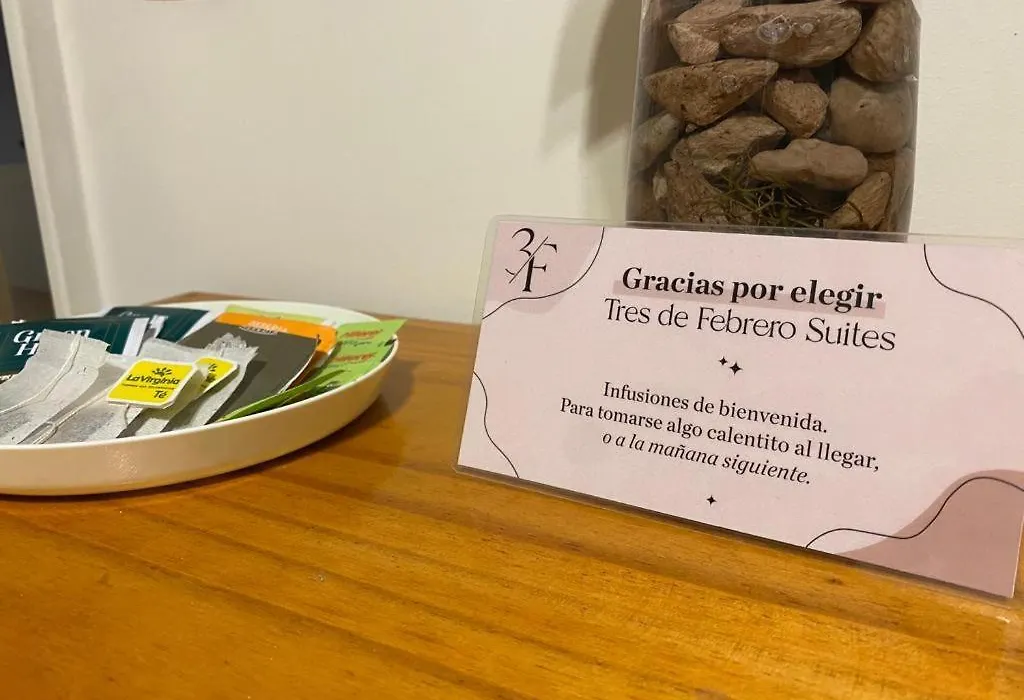 3F
Gracias por elegir
Tres de Febrero Suites
Infusiones de bienvenida.
Para tomarse algo calentito al llegar,
o a la mañana siguiente.
Green
H
La Virginia
Té